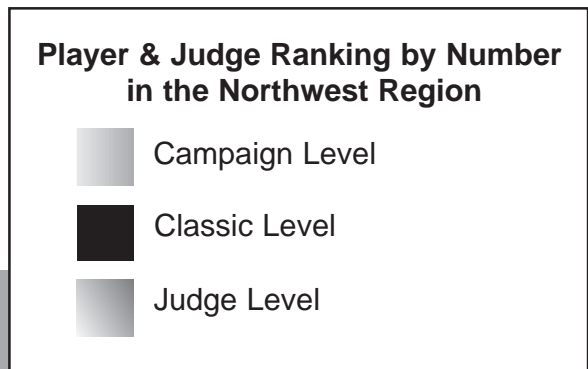 Player & Judge Ranking by Number
in the Northwest Region
Campaign Level
Classic Level
Judge Level